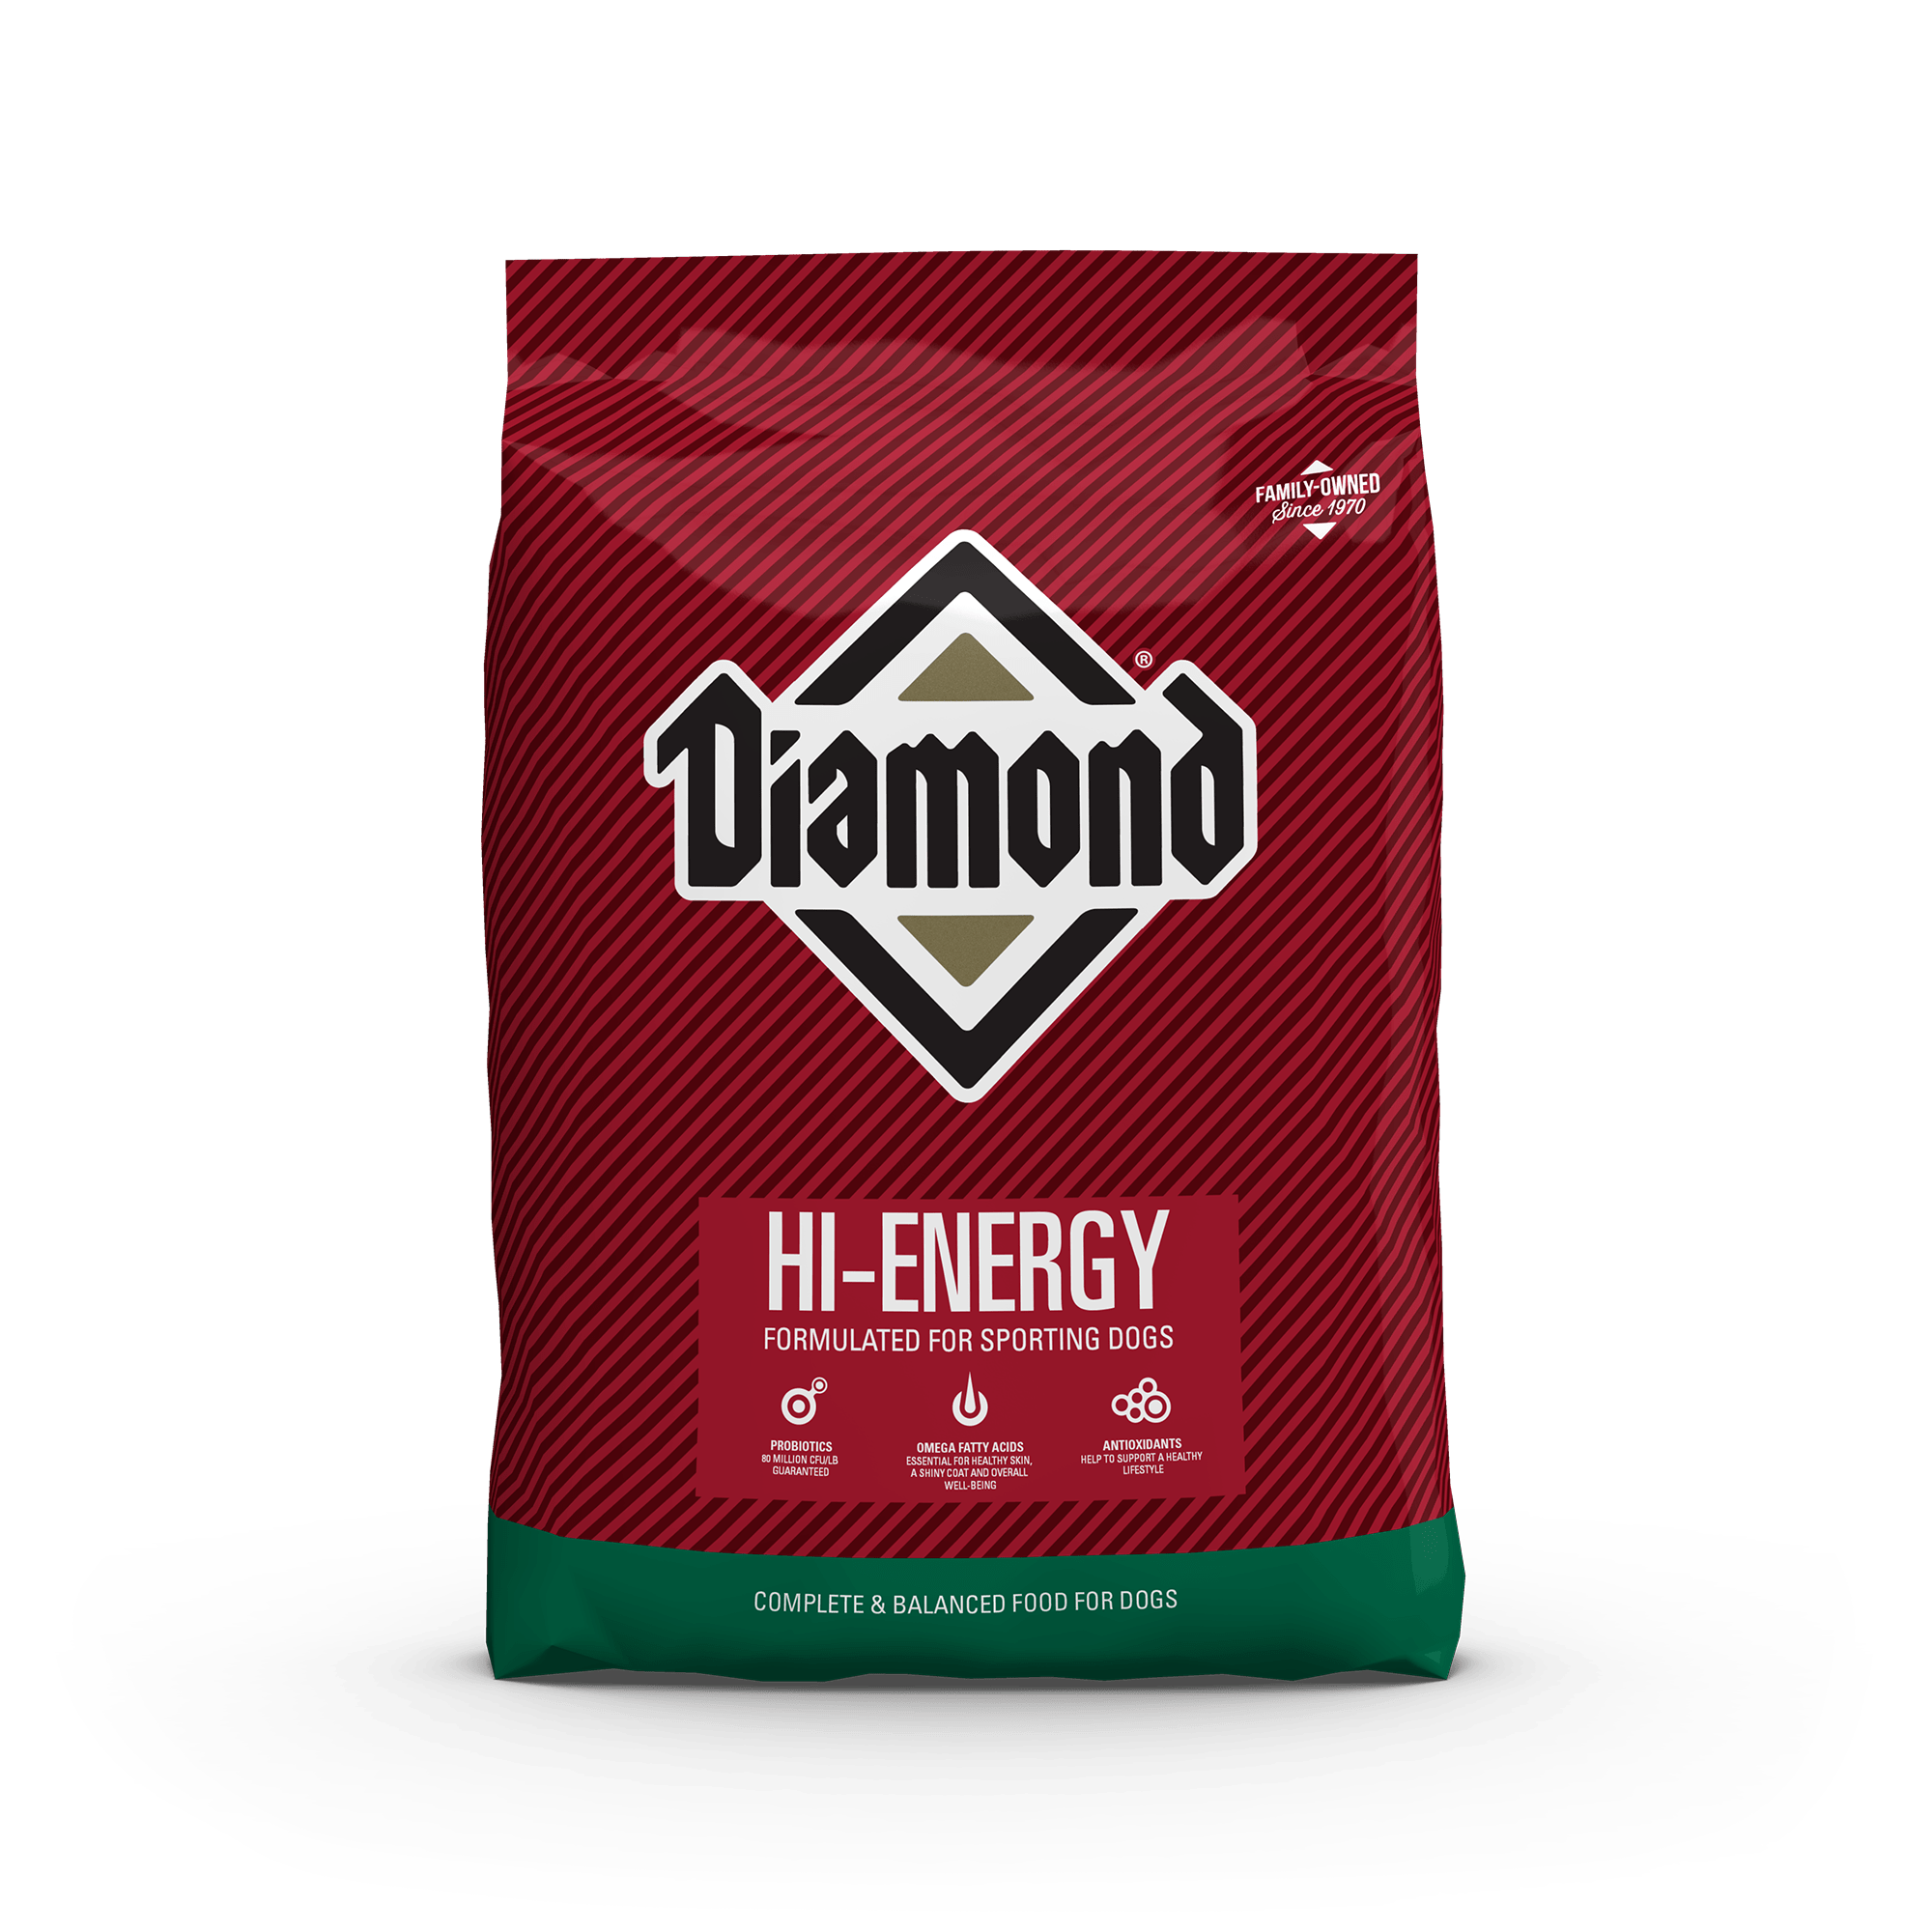 FAMILY-OWNED
Since 1970
Diamond®
HI-ENERGY
FORMULATED FOR SPORTING DOGS
PROBIOTICS
80 MILLION CFU/LB
GUARANTEED
OMEGA FATTY ACIDS
ESSENTIAL FOR HEALTHY SKIN,
A SHINY COAT AND OVERALL
WELL-BEING
ANTIOXIDANTS
HELP TO SUPPORT A HEALTHY
LIFESTYLE
COMPLETE & BALANCED FOOD FOR DOGS